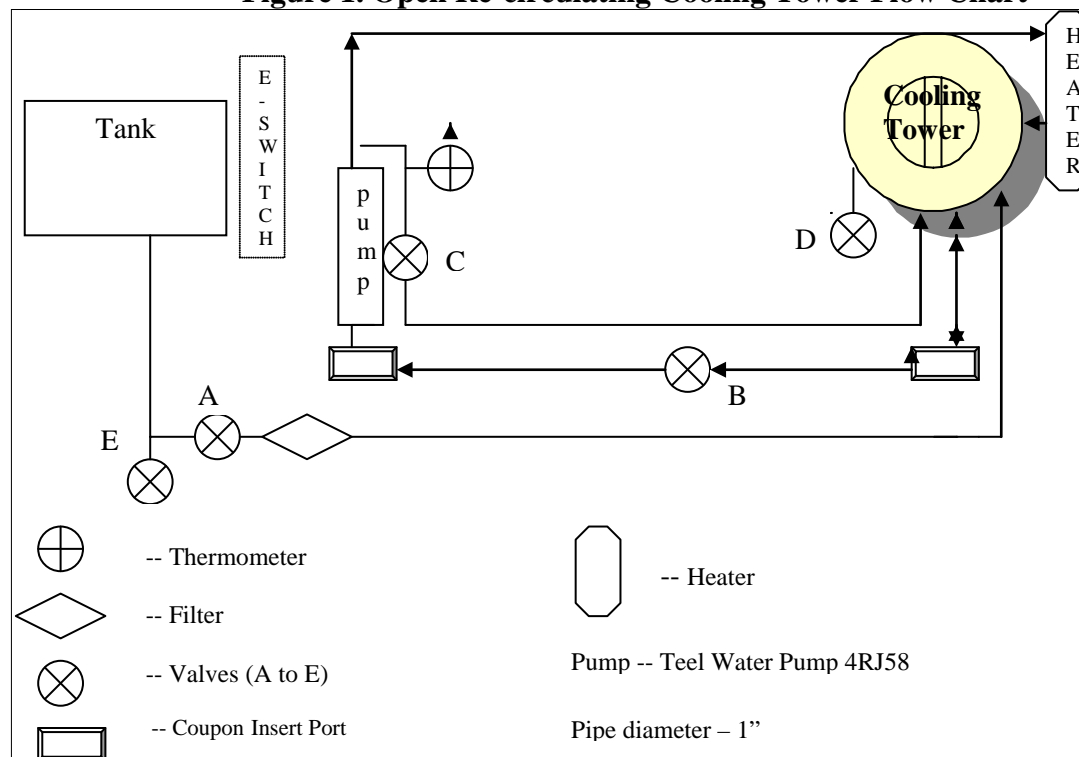 Figure 1. Open Re-circulating Cooling Tower Flow Chart
Tank
E
-
S
W
I
T
C
H
p
u
m
p
C
Cooling
Tower
D
H
E
A
T
E
R
B
A
E
-- Thermometer
-- Filter
-- Valves (A to E)
-- Coupon Insert Port
-- Heater
Pump -- Teel Water Pump 4RJ58
Pipe diameter – 1”